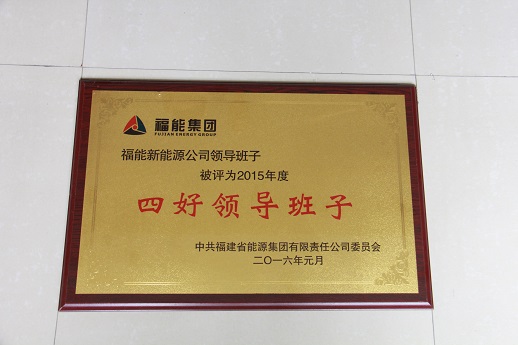 福能集团
FUJIAN ENERGY GROUP
福能新能源公司领导班子
被评为2015年度
四好领导班子
中共福建省能源集团有限责任公司委员会
二〇一六年元月